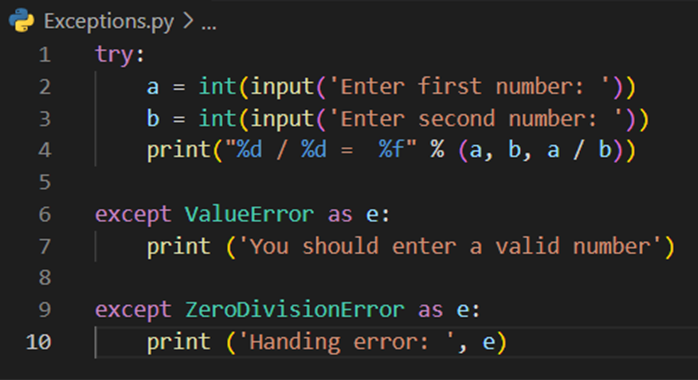 Exceptions.py > ...
1 try:
2     a = int(input('Enter first number: '))
3     b = int(input('Enter second number: '))
4     print("%d / %d =  %f" % (a, b, a / b))
5
6 except ValueError as e:
7     print ('You should enter a valid number')
8
9 except ZeroDivisionError as e:
10     print ('Handing error: ', e)